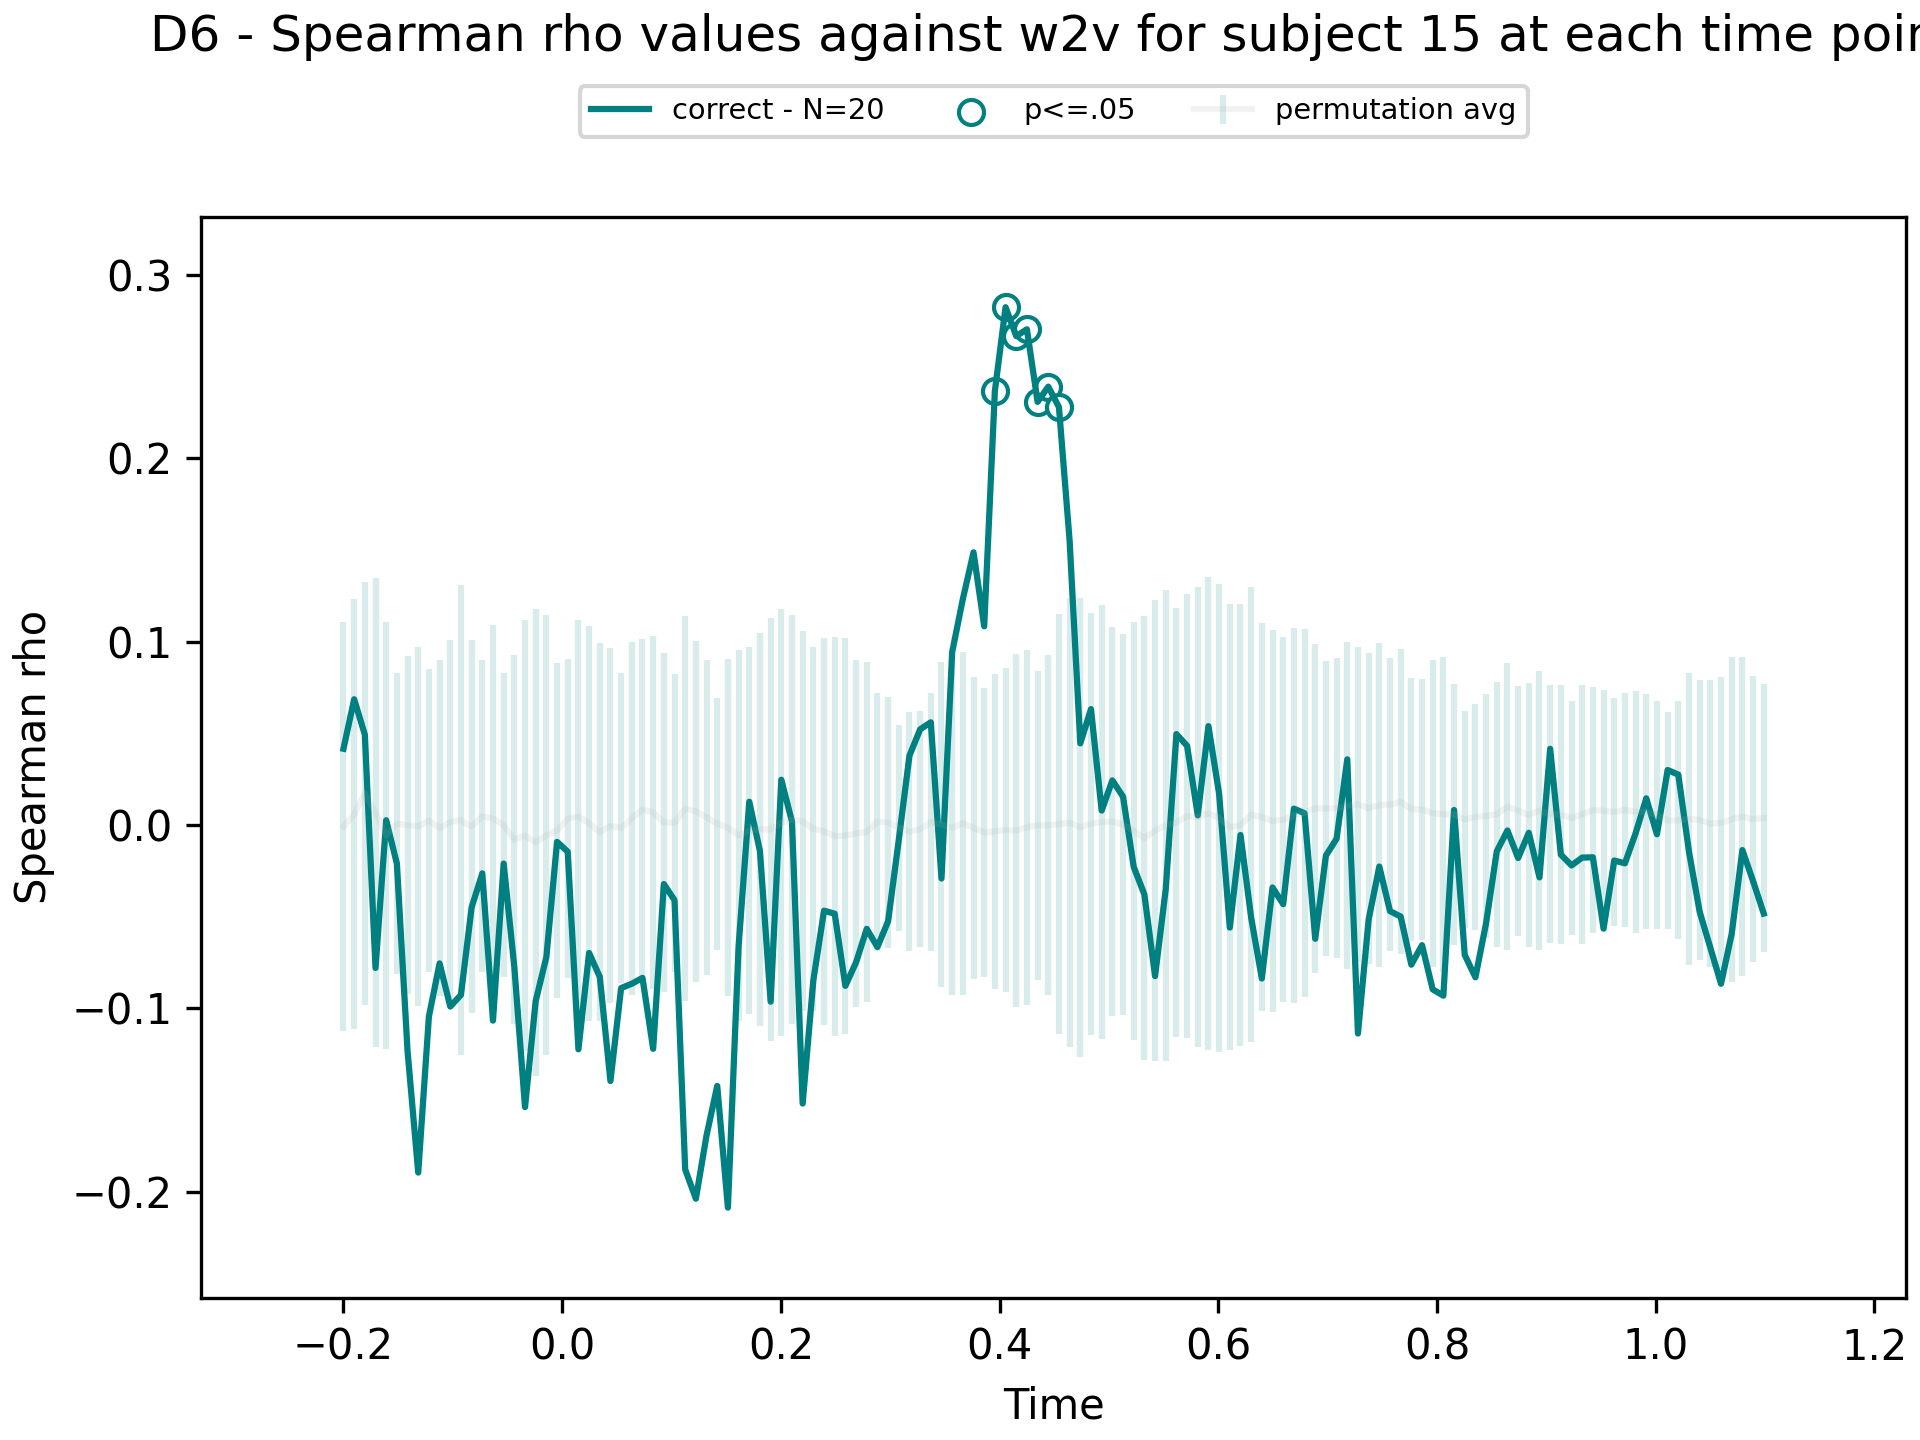 D6 - Spearman rho values against w2v for subject 15 at each time poin
correct - N=20 p<=.05 permutation avg
0.3
0.2
0.1
0.0
−0.1
−0.2
Spearman rho
−0.2 0.0 0.2 0.4 0.6 0.8 1.0 1.2
Time